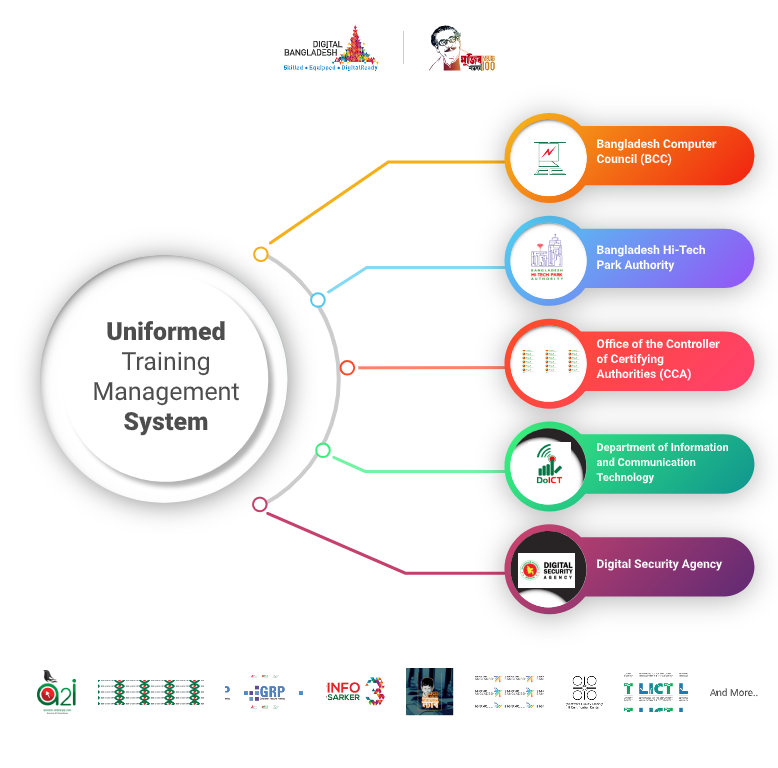 DIGITAL
BANGLADESH
Skilled • Equipped • DigitalReady
মুজিব
শতবর্ষ
100
Bangladesh Computer
Council (BCC)
Bangladesh Hi-Tech
Park Authority
BANGLADESH
HI-TECH PARK
AUTHORITY
Uniformed
Training
Management
System
Office of the Controller
of Certifying
Authorities (CCA)
Department of Information
and Communication
Technology
DoICT
Digital Security Agency
DIGITAL
SECURITY
AGENCY
a2i
GRP
INFO
SARKER
3
T LICT L
And More..